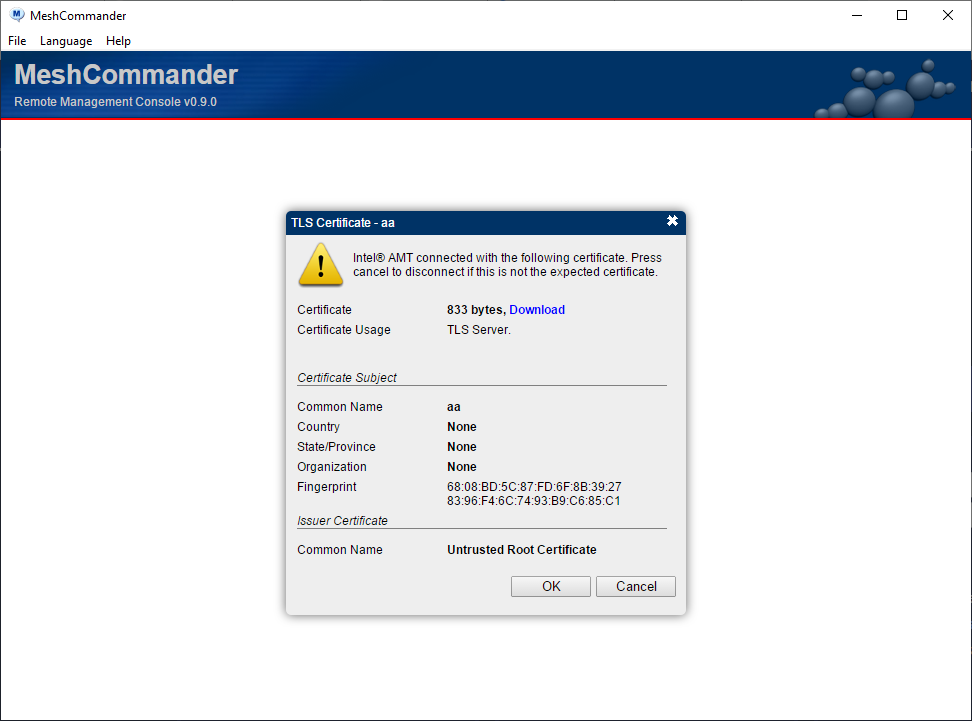 MeshCommander
File Language Help
MeshCommander
Remote Management Console v0.9.0
TLS Certificate - aa
Intel® AMT connected with the following certificate. Press
cancel to disconnect if this is not the expected certificate.
Certificate 833 bytes, Download
Certificate Usage TLS Server.
Certificate Subject
Common Name aa
Country None
State/Province None
Organization None
Fingerprint 68:08:BD:5C:87:FD:6F:8B:39:27
83:96:F4:6C:74:93:B9:C6:85:C1
Issuer Certificate
Common Name Untrusted Root Certificate
OK Cancel